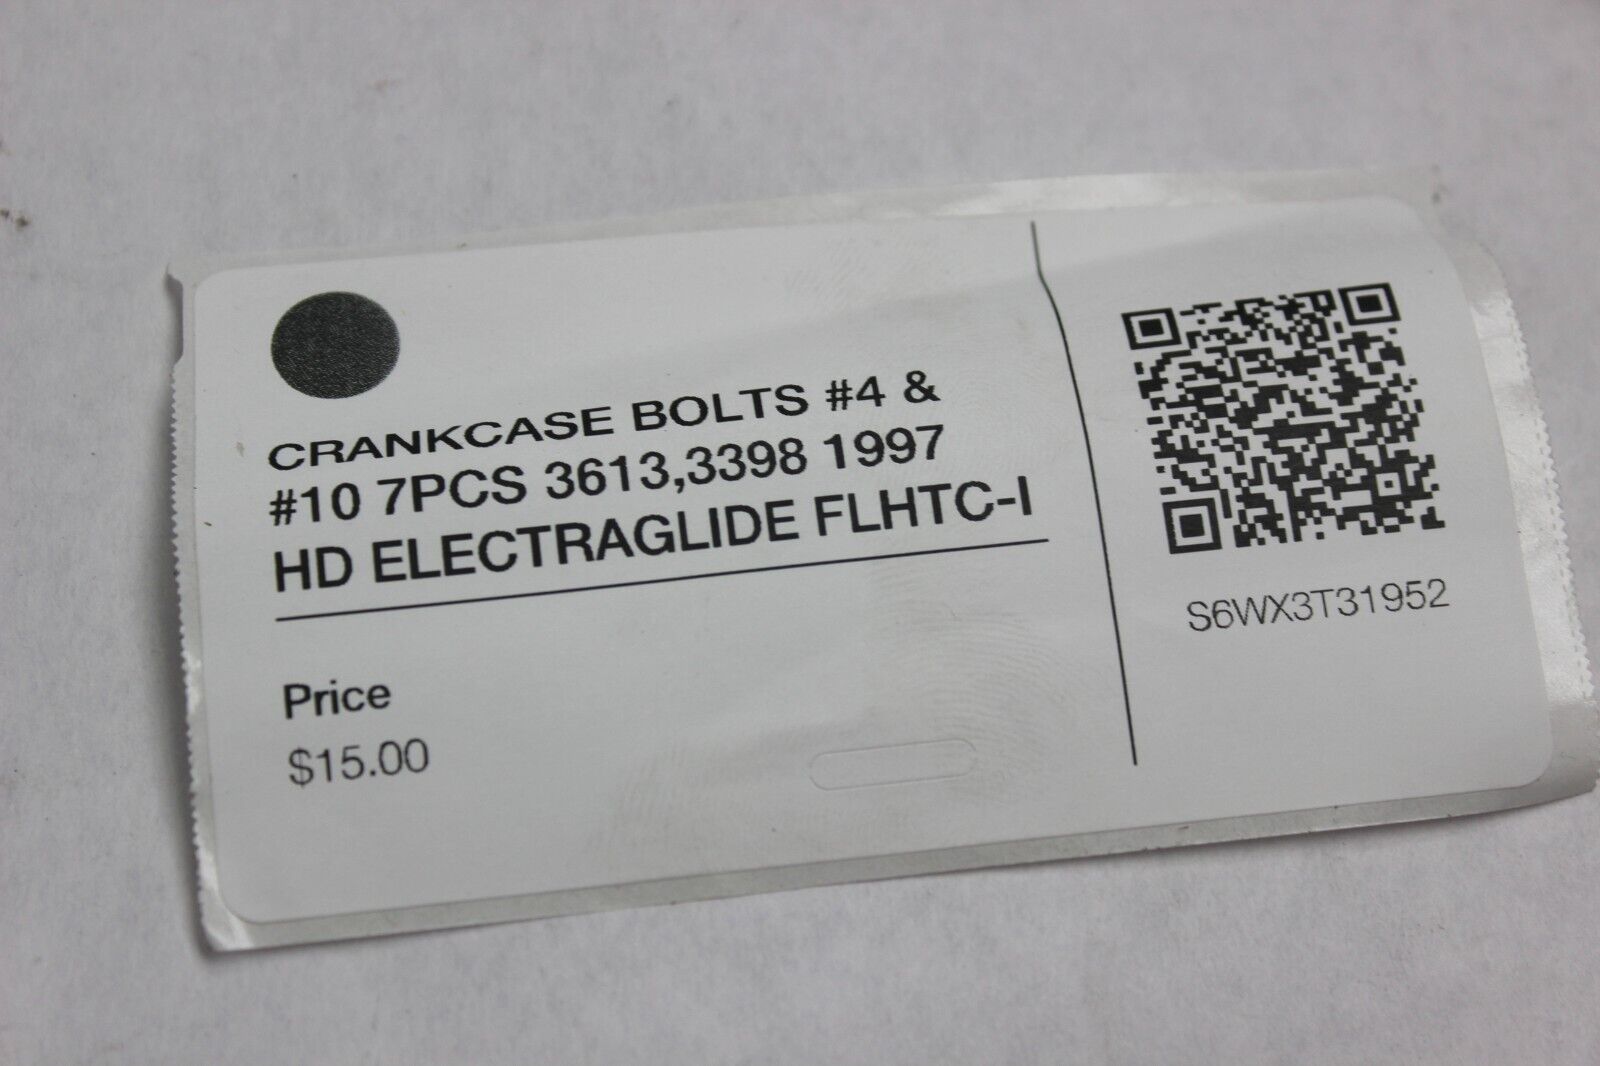 CRANKCASE BOLTS #4 &
#10 7PCS 3613,3398 1997
HD ELECTRAGLIDE FLHTC-I
Price
$15.00
S6WX3T31952